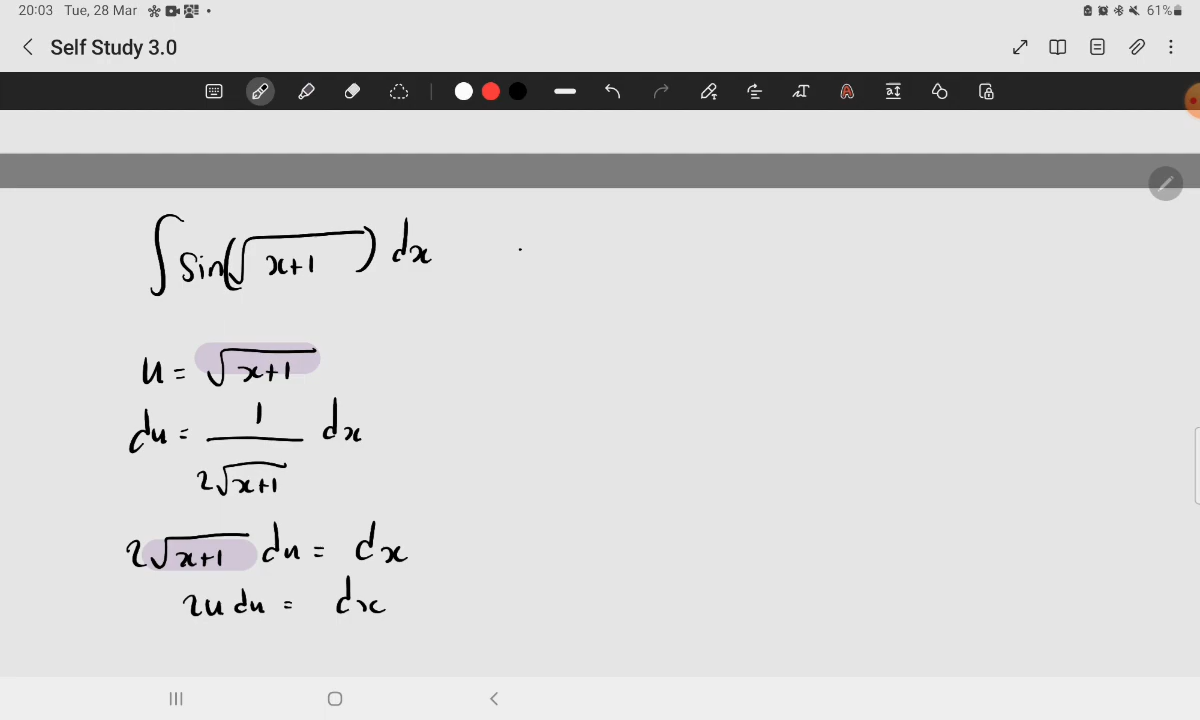 20:03 Tue, 28 Mar 61%
Self Study 3.0
∫ sin(√(x+1)) dx
u = √(x+1)
du = 1/(2√(x+1)) dx
2√(x+1) du = dx
2u du = dx